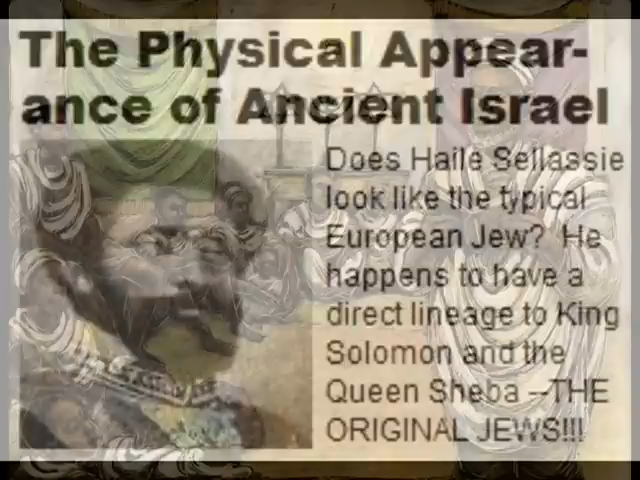 The Physical Appear-
ance of Ancient Israel
Does Haile Sellassie
look like the typical
European Jew? He
happens to have a
direct lineage to King
Solomon and the
Queen Sheba --THE
ORIGINAL JEWS!!!